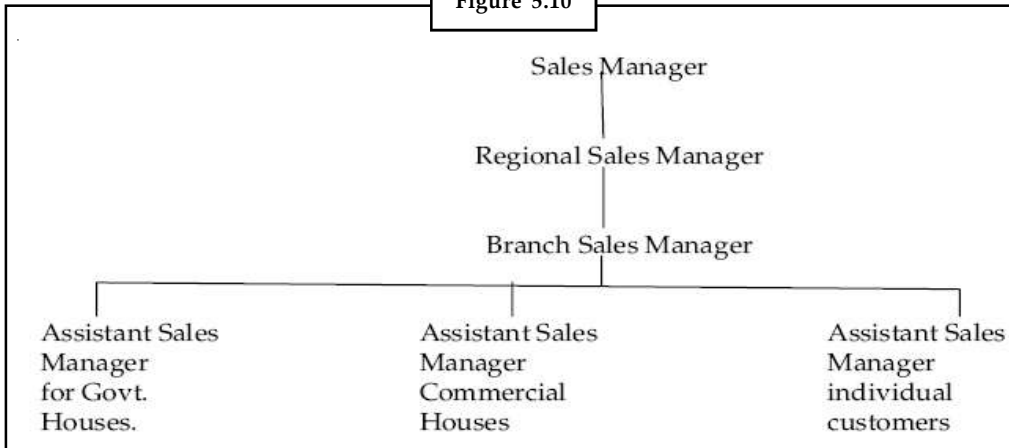 Figure 5.10
Sales Manager
Regional Sales Manager
Branch Sales Manager
Assistant Sales
Manager
for Govt.
Houses.
Assistant Sales
Manager
Commercial
Houses
Assistant Sales
Manager
individual
customers